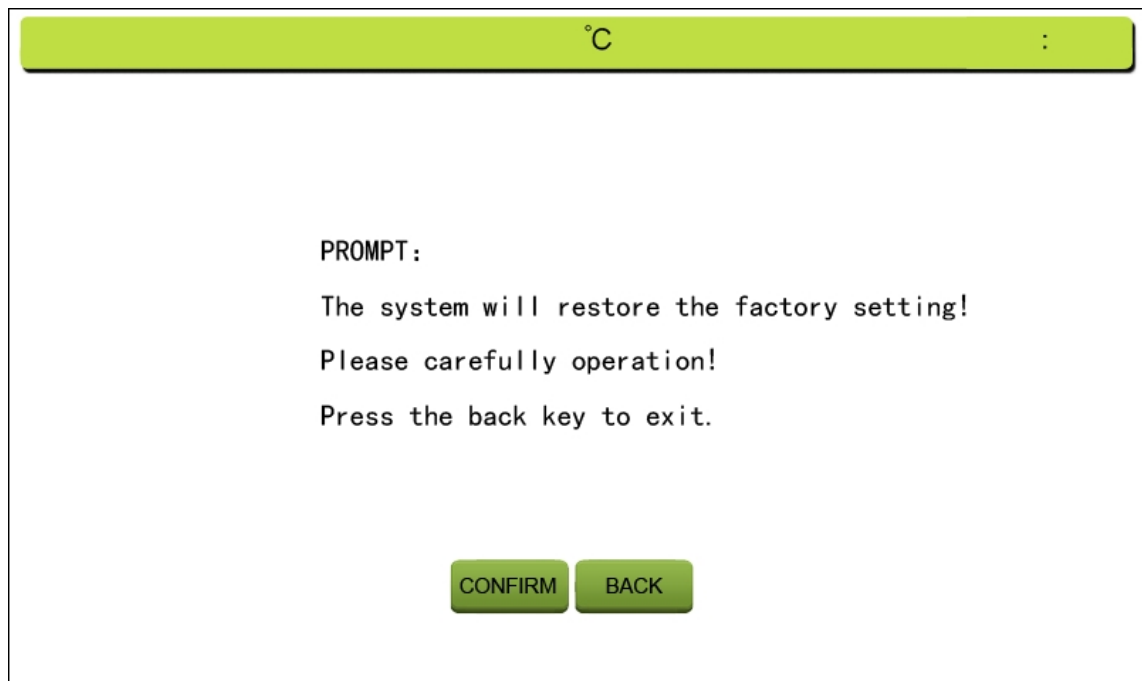 ℃ :
PROMPT：
The system will restore the factory setting!
Please carefully operation!
Press the back key to exit.
CONFIRM BACK